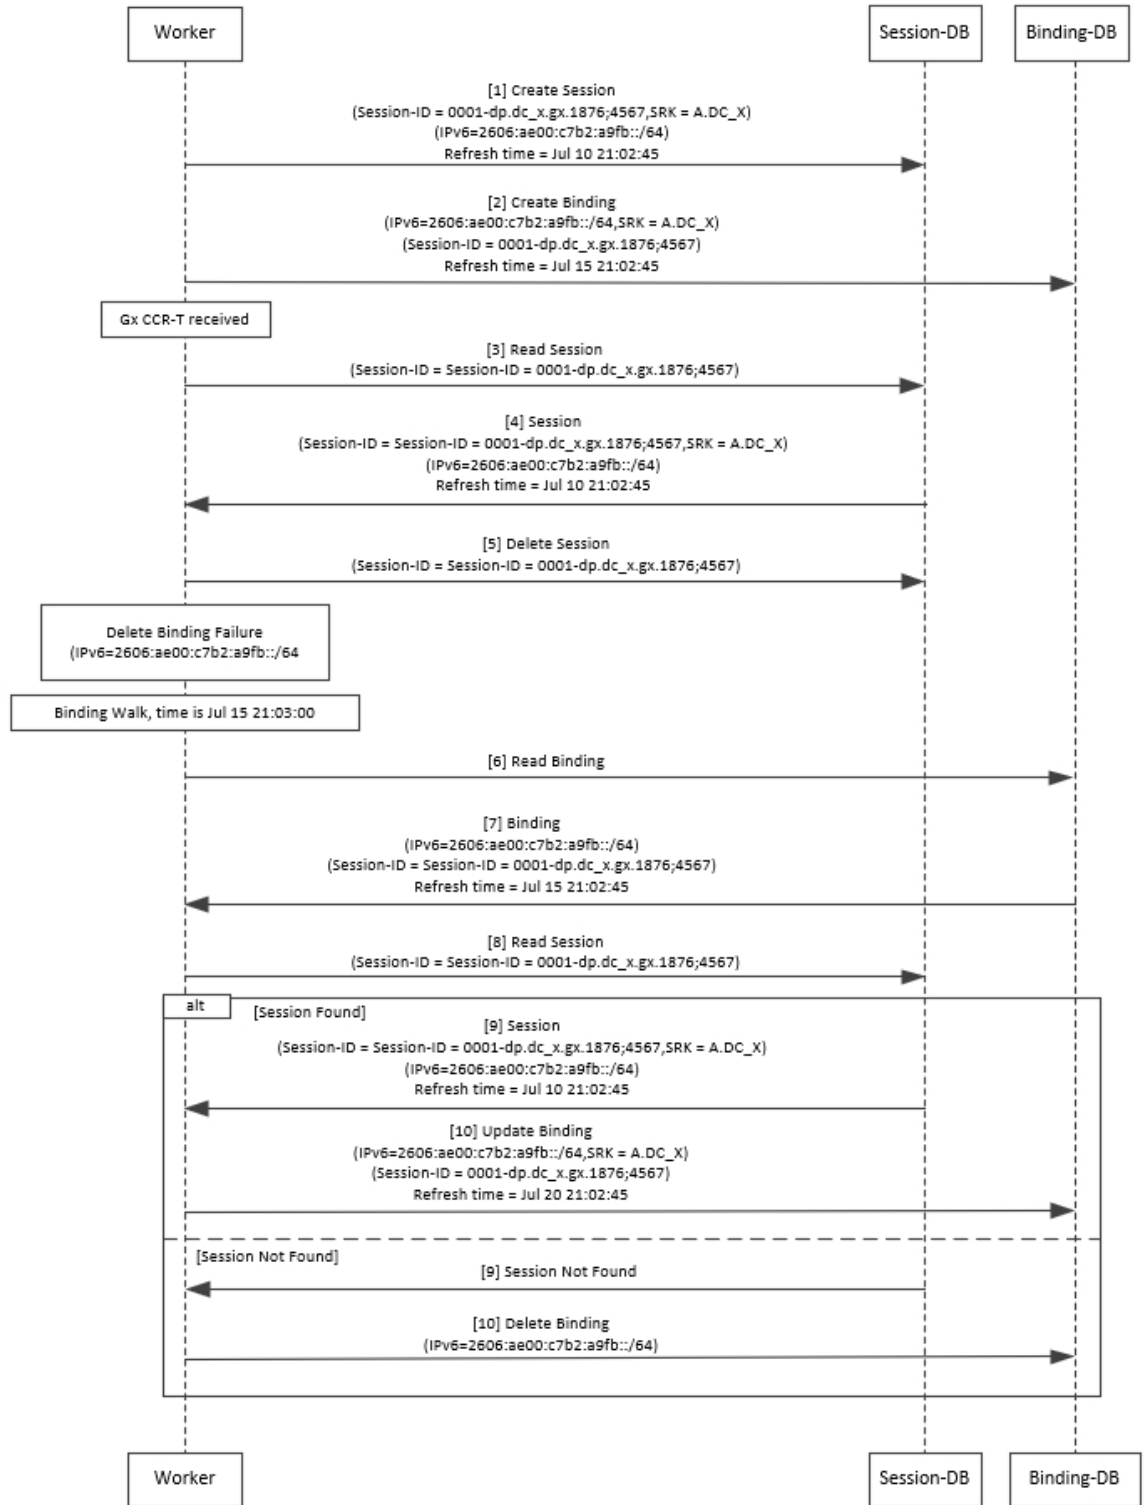 Worker
Session-DB
Binding-DB
[1] Create Session
(Session-ID = 0001-dp.dc_x.gx.1876;4567,SRK = A.DC_X)
(IPv6=2606:ae00:c7b2:a9fb::/64)
Refresh time = Jul 10 21:02:45
[2] Create Binding
(IPv6=2606:ae00:c7b2:a9fb::/64,SRK = A.DC_X)
(Session-ID = 0001-dp.dc_x.gx.1876;4567)
Refresh time = Jul 15 21:02:45
Gx CCR-T received
[3] Read Session
(Session-ID = Session-ID = 0001-dp.dc_x.gx.1876;4567)
[4] Session
(Session-ID = Session-ID = 0001-dp.dc_x.gx.1876;4567,SRK = A.DC_X)
(IPv6=2606:ae00:c7b2:a9fb::/64)
Refresh time = Jul 10 21:02:45
[5] Delete Session
(Session-ID = Session-ID = 0001-dp.dc_x.gx.1876;4567)
Delete Binding Failure
(IPv6=2606:ae00:c7b2:a9fb::/64
Binding Walk, time is Jul 15 21:03:00
[6] Read Binding
[7] Binding
(IPv6=2606:ae00:c7b2:a9fb::/64)
(Session-ID = Session-ID = 0001-dp.dc_x.gx.1876;4567)
Refresh time = Jul 15 21:02:45
[8] Read Session
(Session-ID = Session-ID = 0001-dp.dc_x.gx.1876;4567)
alt
[Session Found]
[9] Session
(Session-ID = Session-ID = 0001-dp.dc_x.gx.1876;4567,SRK = A.DC_X)
(IPv6=2606:ae00:c7b2:a9fb::/64)
Refresh time = Jul 10 21:02:45
[10] Update Binding
(IPv6=2606:ae00:c7b2:a9fb::/64,SRK = A.DC_X)
(Session-ID = 0001-dp.dc_x.gx.1876;4567)
Refresh time = Jul 20 21:02:45
[Session Not Found]
[9] Session Not Found
[10] Delete Binding
(IPv6=2606:ae00:c7b2:a9fb::/64)
Worker
Session-DB
Binding-DB